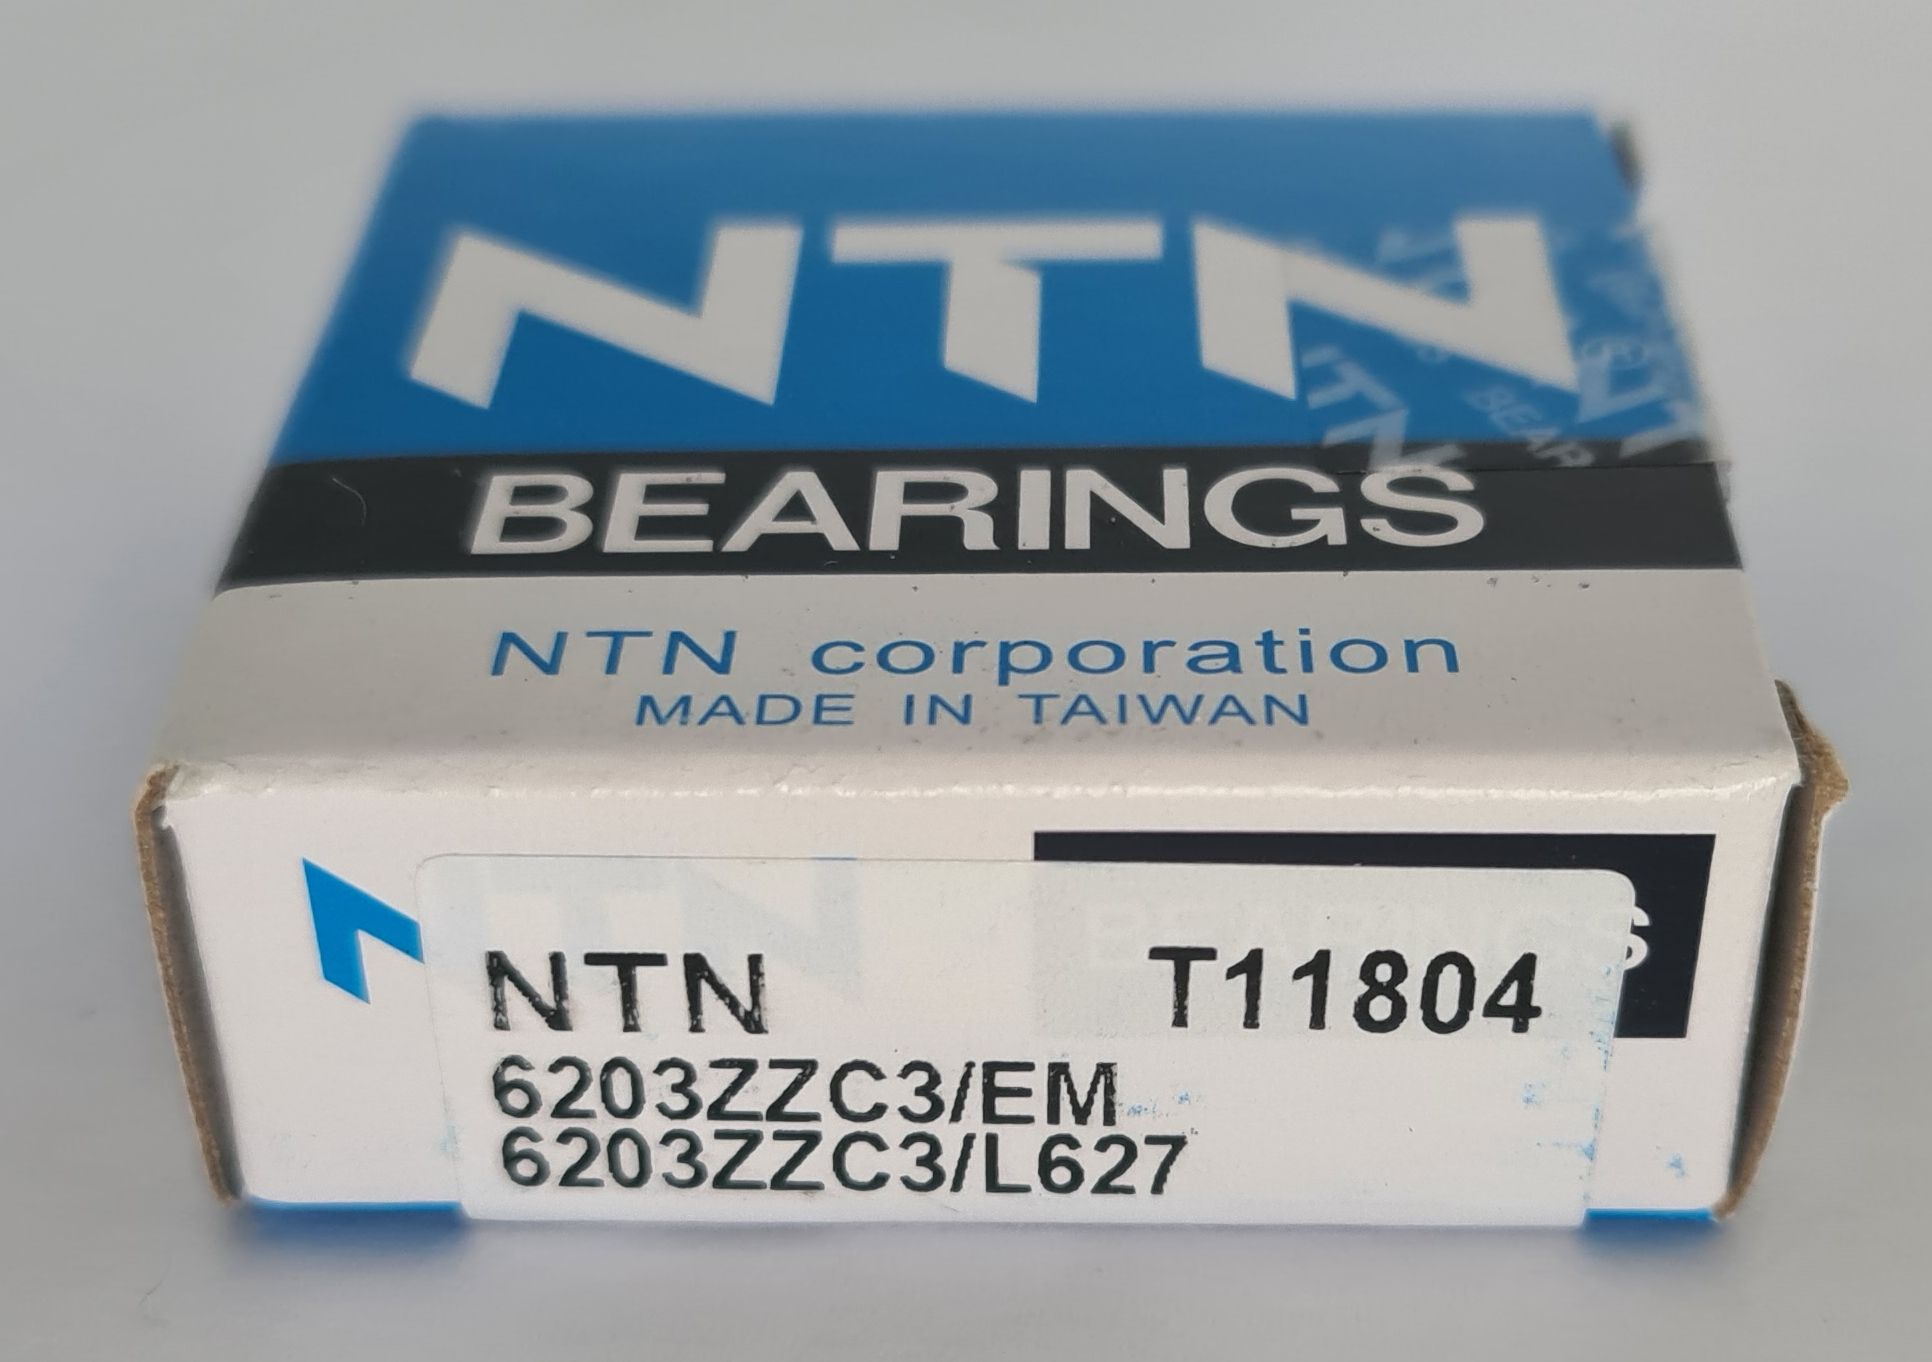 NTN
BEARINGS
NTN corporation
MADE IN TAIWAN
NTN T11804
6203ZZC3/EM
6203ZZC3/L627